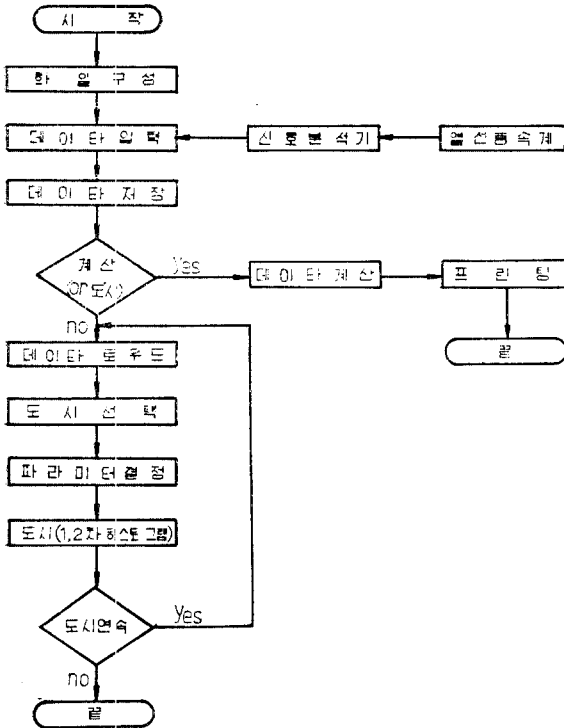 시 작
화 일 구 성
데 이 타 입 력
신 호 분 석 기
열 선 풍 속 계
데 이 타 저 장
계 산
(or 도시)
Yes
데 이 타 계 산
프 린 팅
끝
no
데 이 타 로 우 드
도 시 선 택
파 라 미 터 결 정
도시(1,2차히스토그램)
도시연속
Yes
no
끝